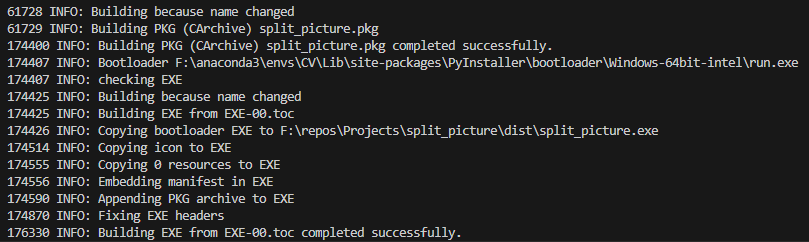 61728 INFO: Building because name changed
61729 INFO: Building PKG (CArchive) split_picture.pkg
174400 INFO: Building PKG (CArchive) split_picture.pkg completed successfully.
174407 INFO: Bootloader F:\anaconda3\envs\CV\Lib\site-packages\PyInstaller\bootloader\Windows-64bit-intel\run.exe
174407 INFO: checking EXE
174425 INFO: Building because name changed
174425 INFO: Building EXE from EXE-00.toc
174426 INFO: Copying bootloader EXE to F:\repos\Projects\split_picture\dist\split_picture.exe
174514 INFO: Copying icon to EXE
174555 INFO: Copying 0 resources to EXE
174556 INFO: Embedding manifest in EXE
174590 INFO: Appending PKG archive to EXE
174870 INFO: Fixing EXE headers
176330 INFO: Building EXE from EXE-00.toc completed successfully.